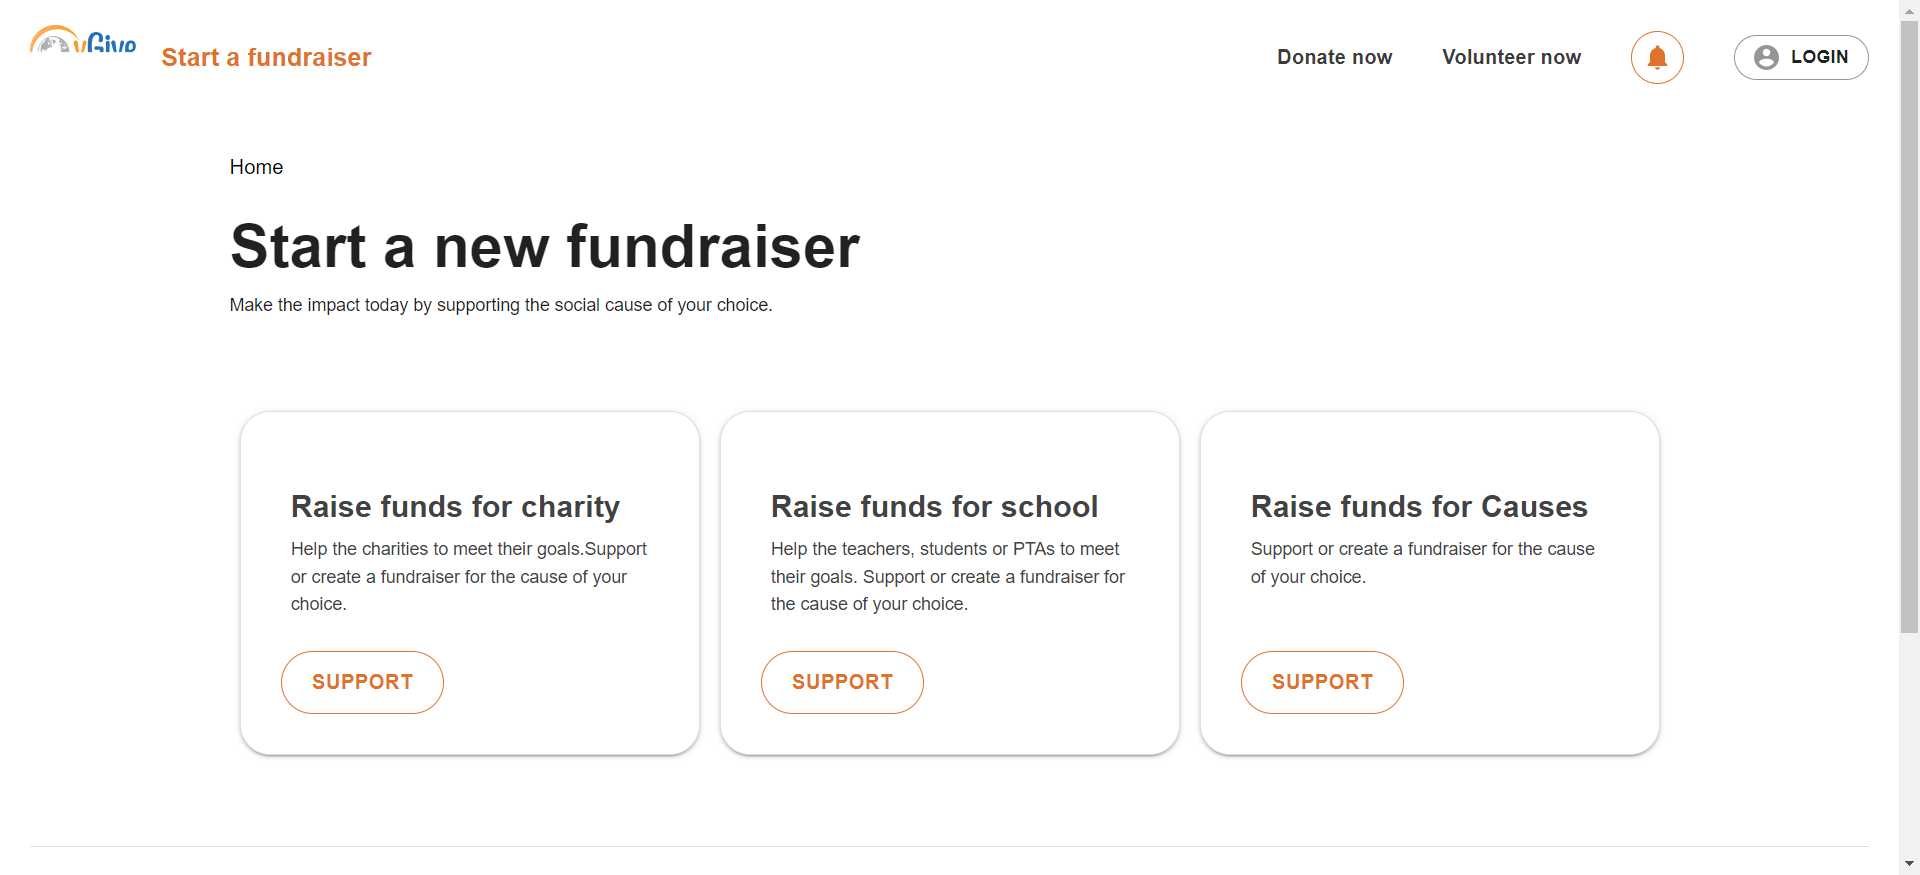 vGive
Start a fundraiser
Donate now
Volunteer now
LOGIN
Home
Start a new fundraiser
Make the impact today by supporting the social cause of your choice.
Raise funds for charity
Help the charities to meet their goals.Support
or create a fundraiser for the cause of your
choice.
SUPPORT
Raise funds for school
Help the teachers, students or PTAs to meet
their goals. Support or create a fundraiser for
the cause of your choice.
SUPPORT
Raise funds for Causes
Support or create a fundraiser for the cause
of your choice.
SUPPORT